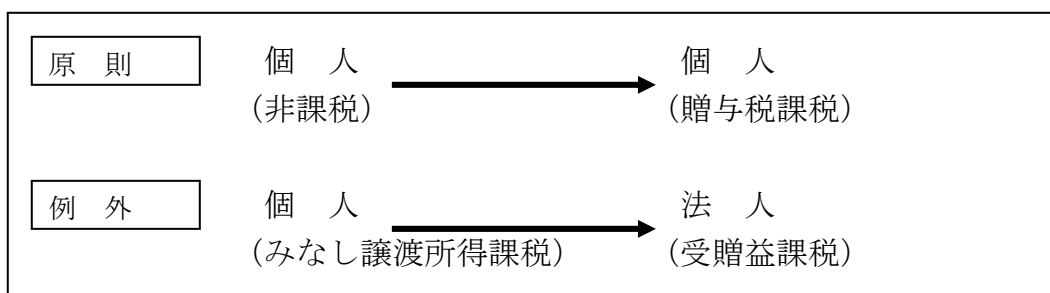 原　則　個　人　個　人
（非課税）　（贈与税課税）
例　外　個　人　法　人
（みなし譲渡所得課税）　（受贈益課税）